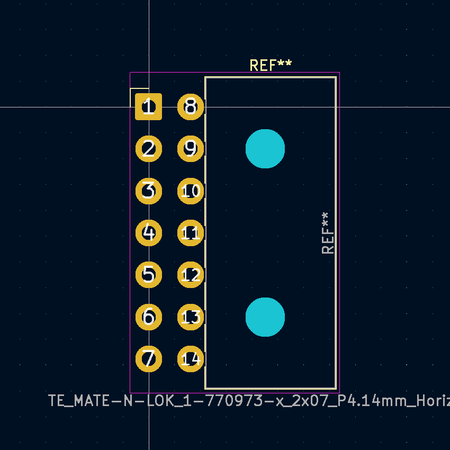 REF**
1 8
2 9
3 10
4 11
5 12
6 13
7 14
REF**
TE_MATE-N-LOK_1-770973-x_2x07_P4.14mm_Horiz